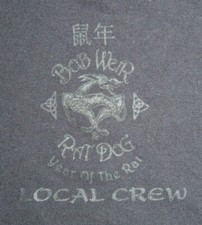 鼠年
BOB WEIR
RAT DOG
Year Of The Rat
LOCAL CREW